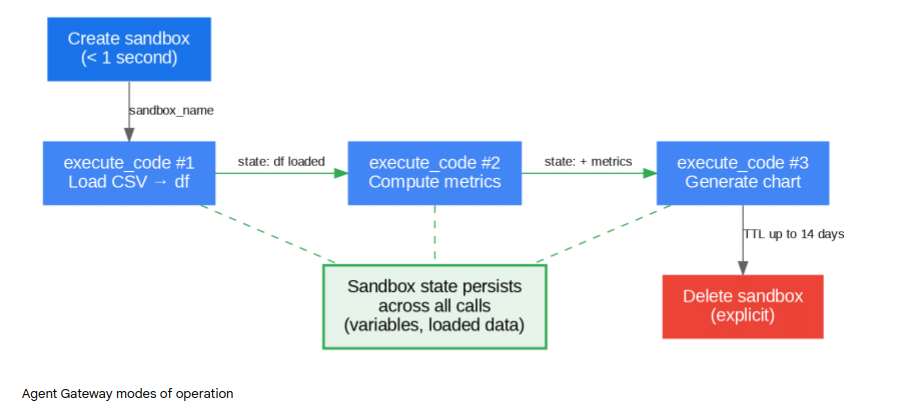 Create sandbox
(< 1 second)
sandbox_name
execute_code #1
Load CSV → df
state: df loaded
execute_code #2
Compute metrics
state: + metrics
execute_code #3
Generate chart
TTL up to 14 days
Sandbox state persists
across all calls
(variables, loaded data)
Delete sandbox
(explicit)
Agent Gateway modes of operation